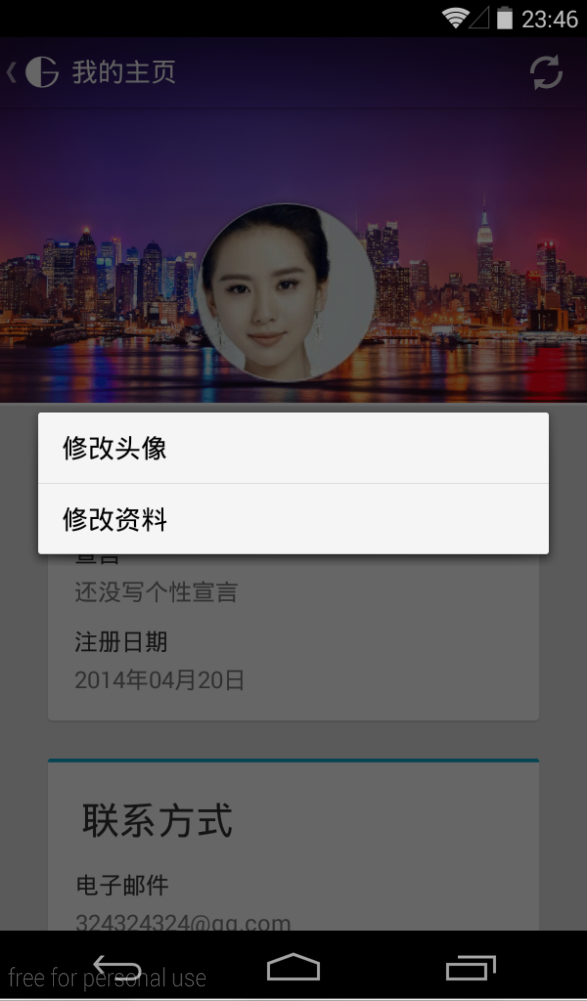 23:46
我的主页
修改头像
修改资料
宣言
还没写个性宣言
注册日期
2014年04月20日
联系方式
电子邮件
324324324@qq.com
free for personal use